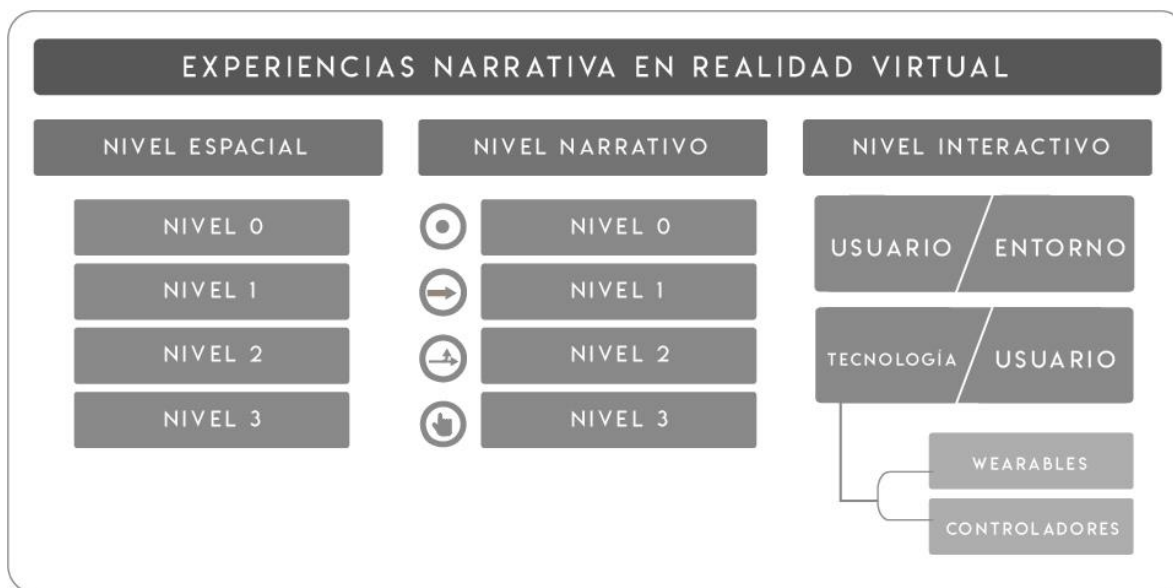 EXPERIENCIAS NARRATIVA EN REALIDAD VIRTUAL
NIVEL ESPACIAL
NIVEL 0
NIVEL 1
NIVEL 2
NIVEL 3
NIVEL NARRATIVO
NIVEL 0
NIVEL 1
NIVEL 2
NIVEL 3
NIVEL INTERACTIVO
USUARIO / ENTORNO
TECNOLOGÍA / USUARIO
WEARABLES
CONTROLADORES